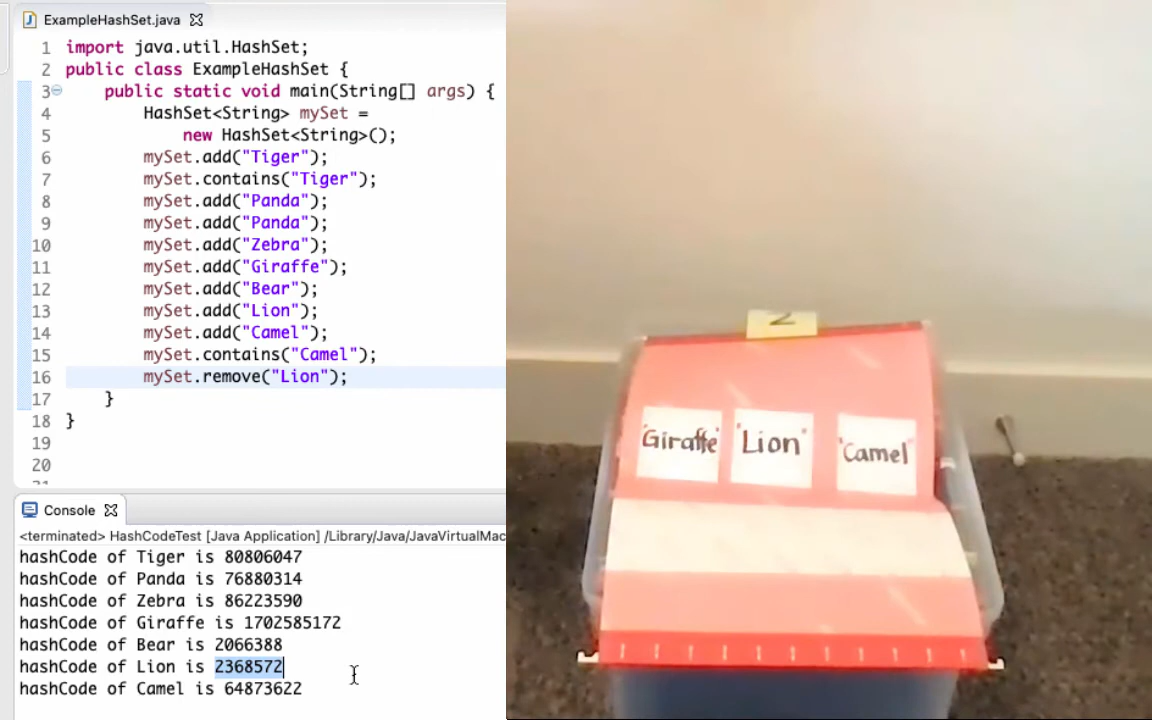 ExampleHashSet.java
1 import java.util.HashSet;
2 public class ExampleHashSet {
3 public static void main(String[] args) {
4 HashSet<String> mySet =
5 new HashSet<String>();
6 mySet.add("Tiger");
7 mySet.contains("Tiger");
8 mySet.add("Panda");
9 mySet.add("Panda");
10 mySet.add("Zebra");
11 mySet.add("Giraffe");
12 mySet.add("Bear");
13 mySet.add("Lion");
14 mySet.add("Camel");
15 mySet.contains("Camel");
16 mySet.remove("Lion");
17 }
18 }
19
20
Console
<terminated> HashCodeTest [Java Application] /Library/Java/JavaVirtualMac
hashCode of Tiger is 80806047
hashCode of Panda is 76880314
hashCode of Zebra is 86223590
hashCode of Giraffe is 1702585172
hashCode of Bear is 2066388
hashCode of Lion is 2368572
hashCode of Camel is 64873622
2
"Giraffe" "Lion" "Camel"